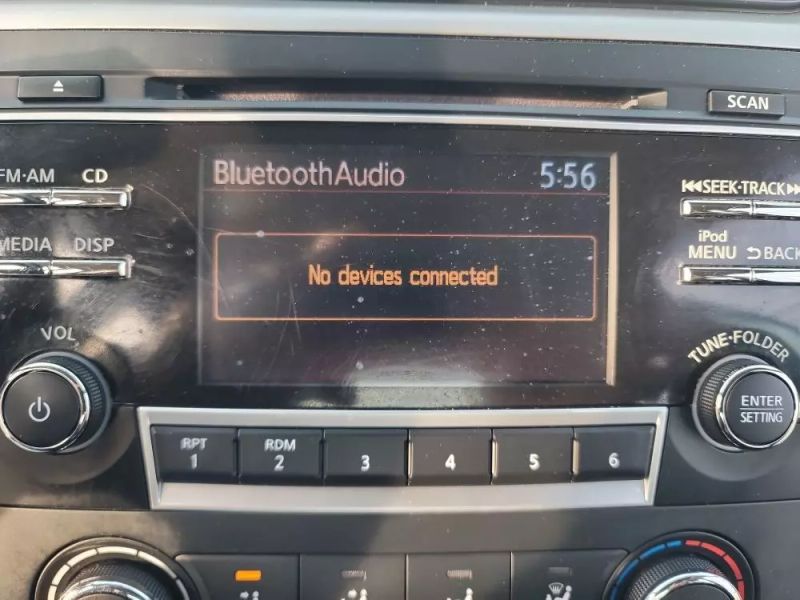 SCAN
FM·AM CD
BluetoothAudio 5:56
SEEK·TRACK
MEDIA DISP
iPod
MENU BACK
No devices connected
VOL
TUNE·FOLDER
ENTER
SETTING
RPT
1
RDM
2
3
4
5
6